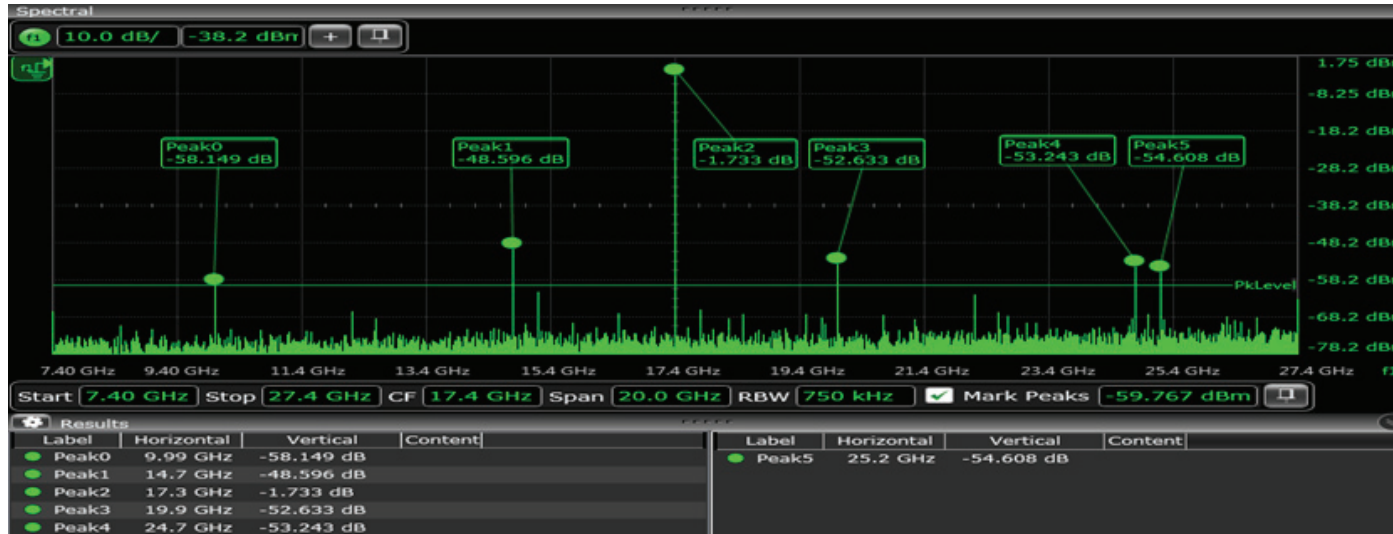 Spectral
f1 10.0 dB/ -38.2 dBm +
1.75 dB
-8.25 dB
-18.2 dB
Peak0 Peak1 Peak2 Peak3 Peak4 Peak5
-58.149 dB -48.596 dB -1.733 dB -52.633 dB -53.243 dB -54.608 dB
-28.2 dB
-38.2 dB
-48.2 dB
PkLevel -58.2 dB
-68.2 dB
-78.2 dB
7.40 GHz 9.40 GHz 11.4 GHz 13.4 GHz 15.4 GHz 17.4 GHz 19.4 GHz 21.4 GHz 23.4 GHz 25.4 GHz 27.4 GHz
Start 7.40 GHz Stop 27.4 GHz CF 17.4 GHz Span 20.0 GHz RBW 750 kHz Mark Peaks -59.767 dBm
Results
Label Horizontal Vertical Content Label Horizontal Vertical Content
Peak0 9.99 GHz -58.149 dB Peak5 25.2 GHz -54.608 dB
Peak1 14.7 GHz -48.596 dB
Peak2 17.3 GHz -1.733 dB
Peak3 19.9 GHz -52.633 dB
Peak4 24.7 GHz -53.243 dB